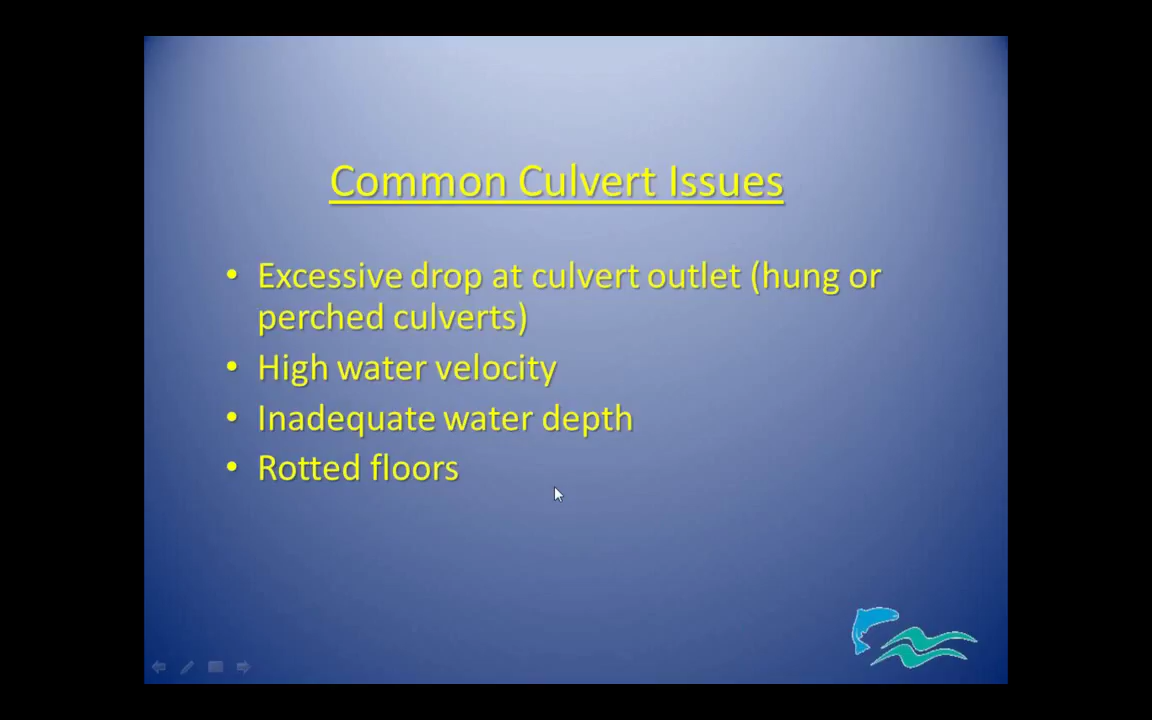 Common Culvert Issues
• Excessive drop at culvert outlet (hung or
perched culverts)
• High water velocity
• Inadequate water depth
• Rotted floors